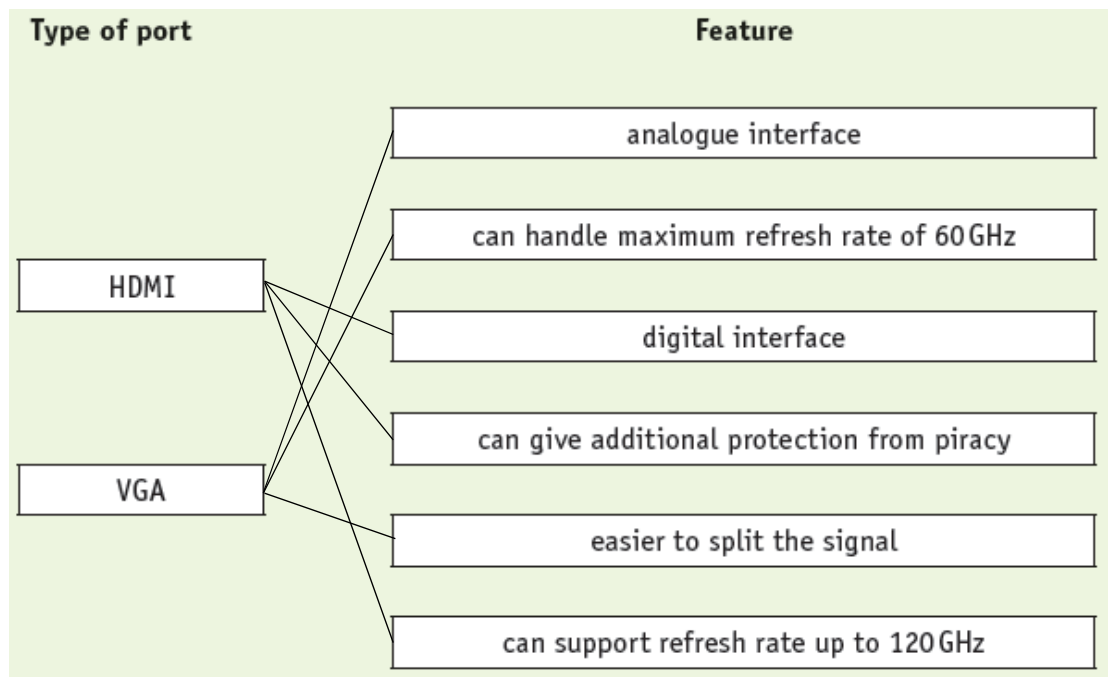 Type of port
Feature
analogue interface
can handle maximum refresh rate of 60 GHz
HDMI
digital interface
can give additional protection from piracy
VGA
easier to split the signal
can support refresh rate up to 120 GHz